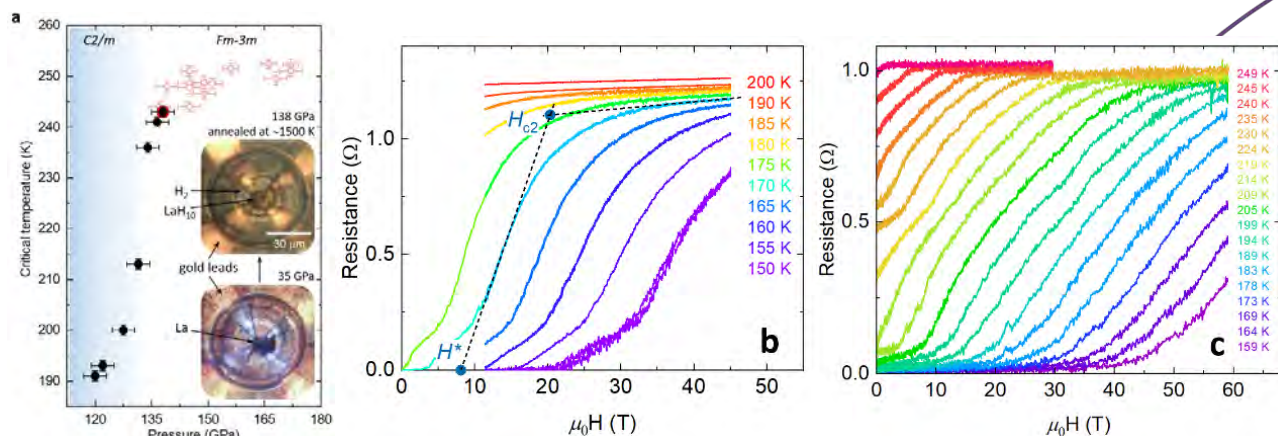 a
C2/m
Fm-3m
260
250
240
230
220
210
200
190
Critical temperature (K)
138 GPa
annealed at ~1500 K
H2
LaH10
30 μm
gold leads
35 GPa
La
120
135
150
165
180
Pressure (GPa)
1.0
0.5
0.0
Resistance (Ω)
Hc2
H*
200 K
190 K
185 K
180 K
175 K
170 K
165 K
160 K
155 K
150 K
b
0 10 20 30 40 50
μ0H (T)
1.0
0.5
0.0
Resistance (Ω)
249 K
245 K
240 K
235 K
230 K
224 K
219 K
214 K
209 K
205 K
199 K
194 K
189 K
183 K
178 K
173 K
169 K
164 K
159 K
c
0 10 20 30 40 50 60
μ0H (T)